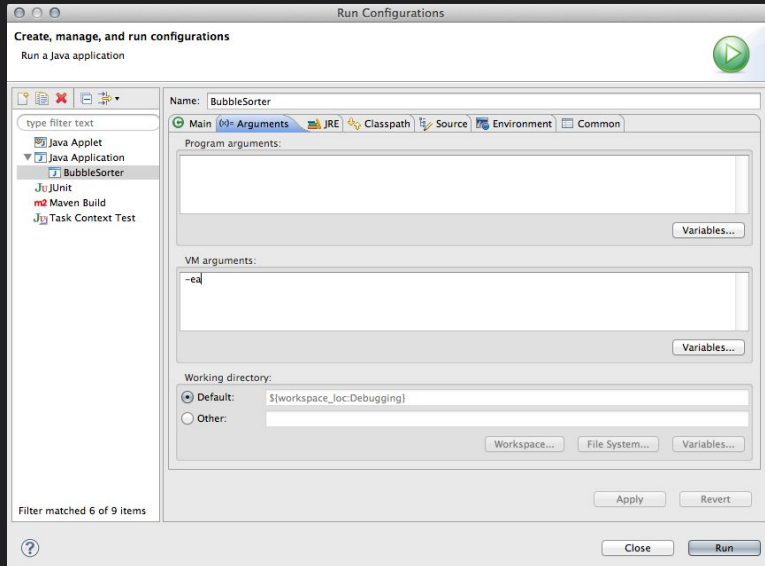 Run Configurations
Create, manage, and run configurations
Run a Java application
type filter text
Java Applet
Java Application
BubbleSorter
JUnit
m2 Maven Build
Task Context Test
Filter matched 6 of 9 items
Name: BubbleSorter
Main (x)= Arguments JRE Classpath Source Environment Common
Program arguments:
Variables...
VM arguments:
-ea
Variables...
Working directory:
Default: ${workspace_loc:Debugging}
Other:
Workspace... File System... Variables...
Apply Revert
? Close Run